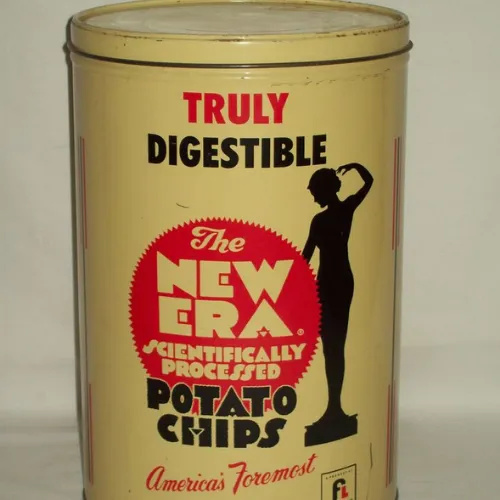 TRULY
DiGESTIBLE
The
NEW
ERA®
SCIENTIFICALLY
PROCESSED
POTATO
CHIPS
America's Foremost